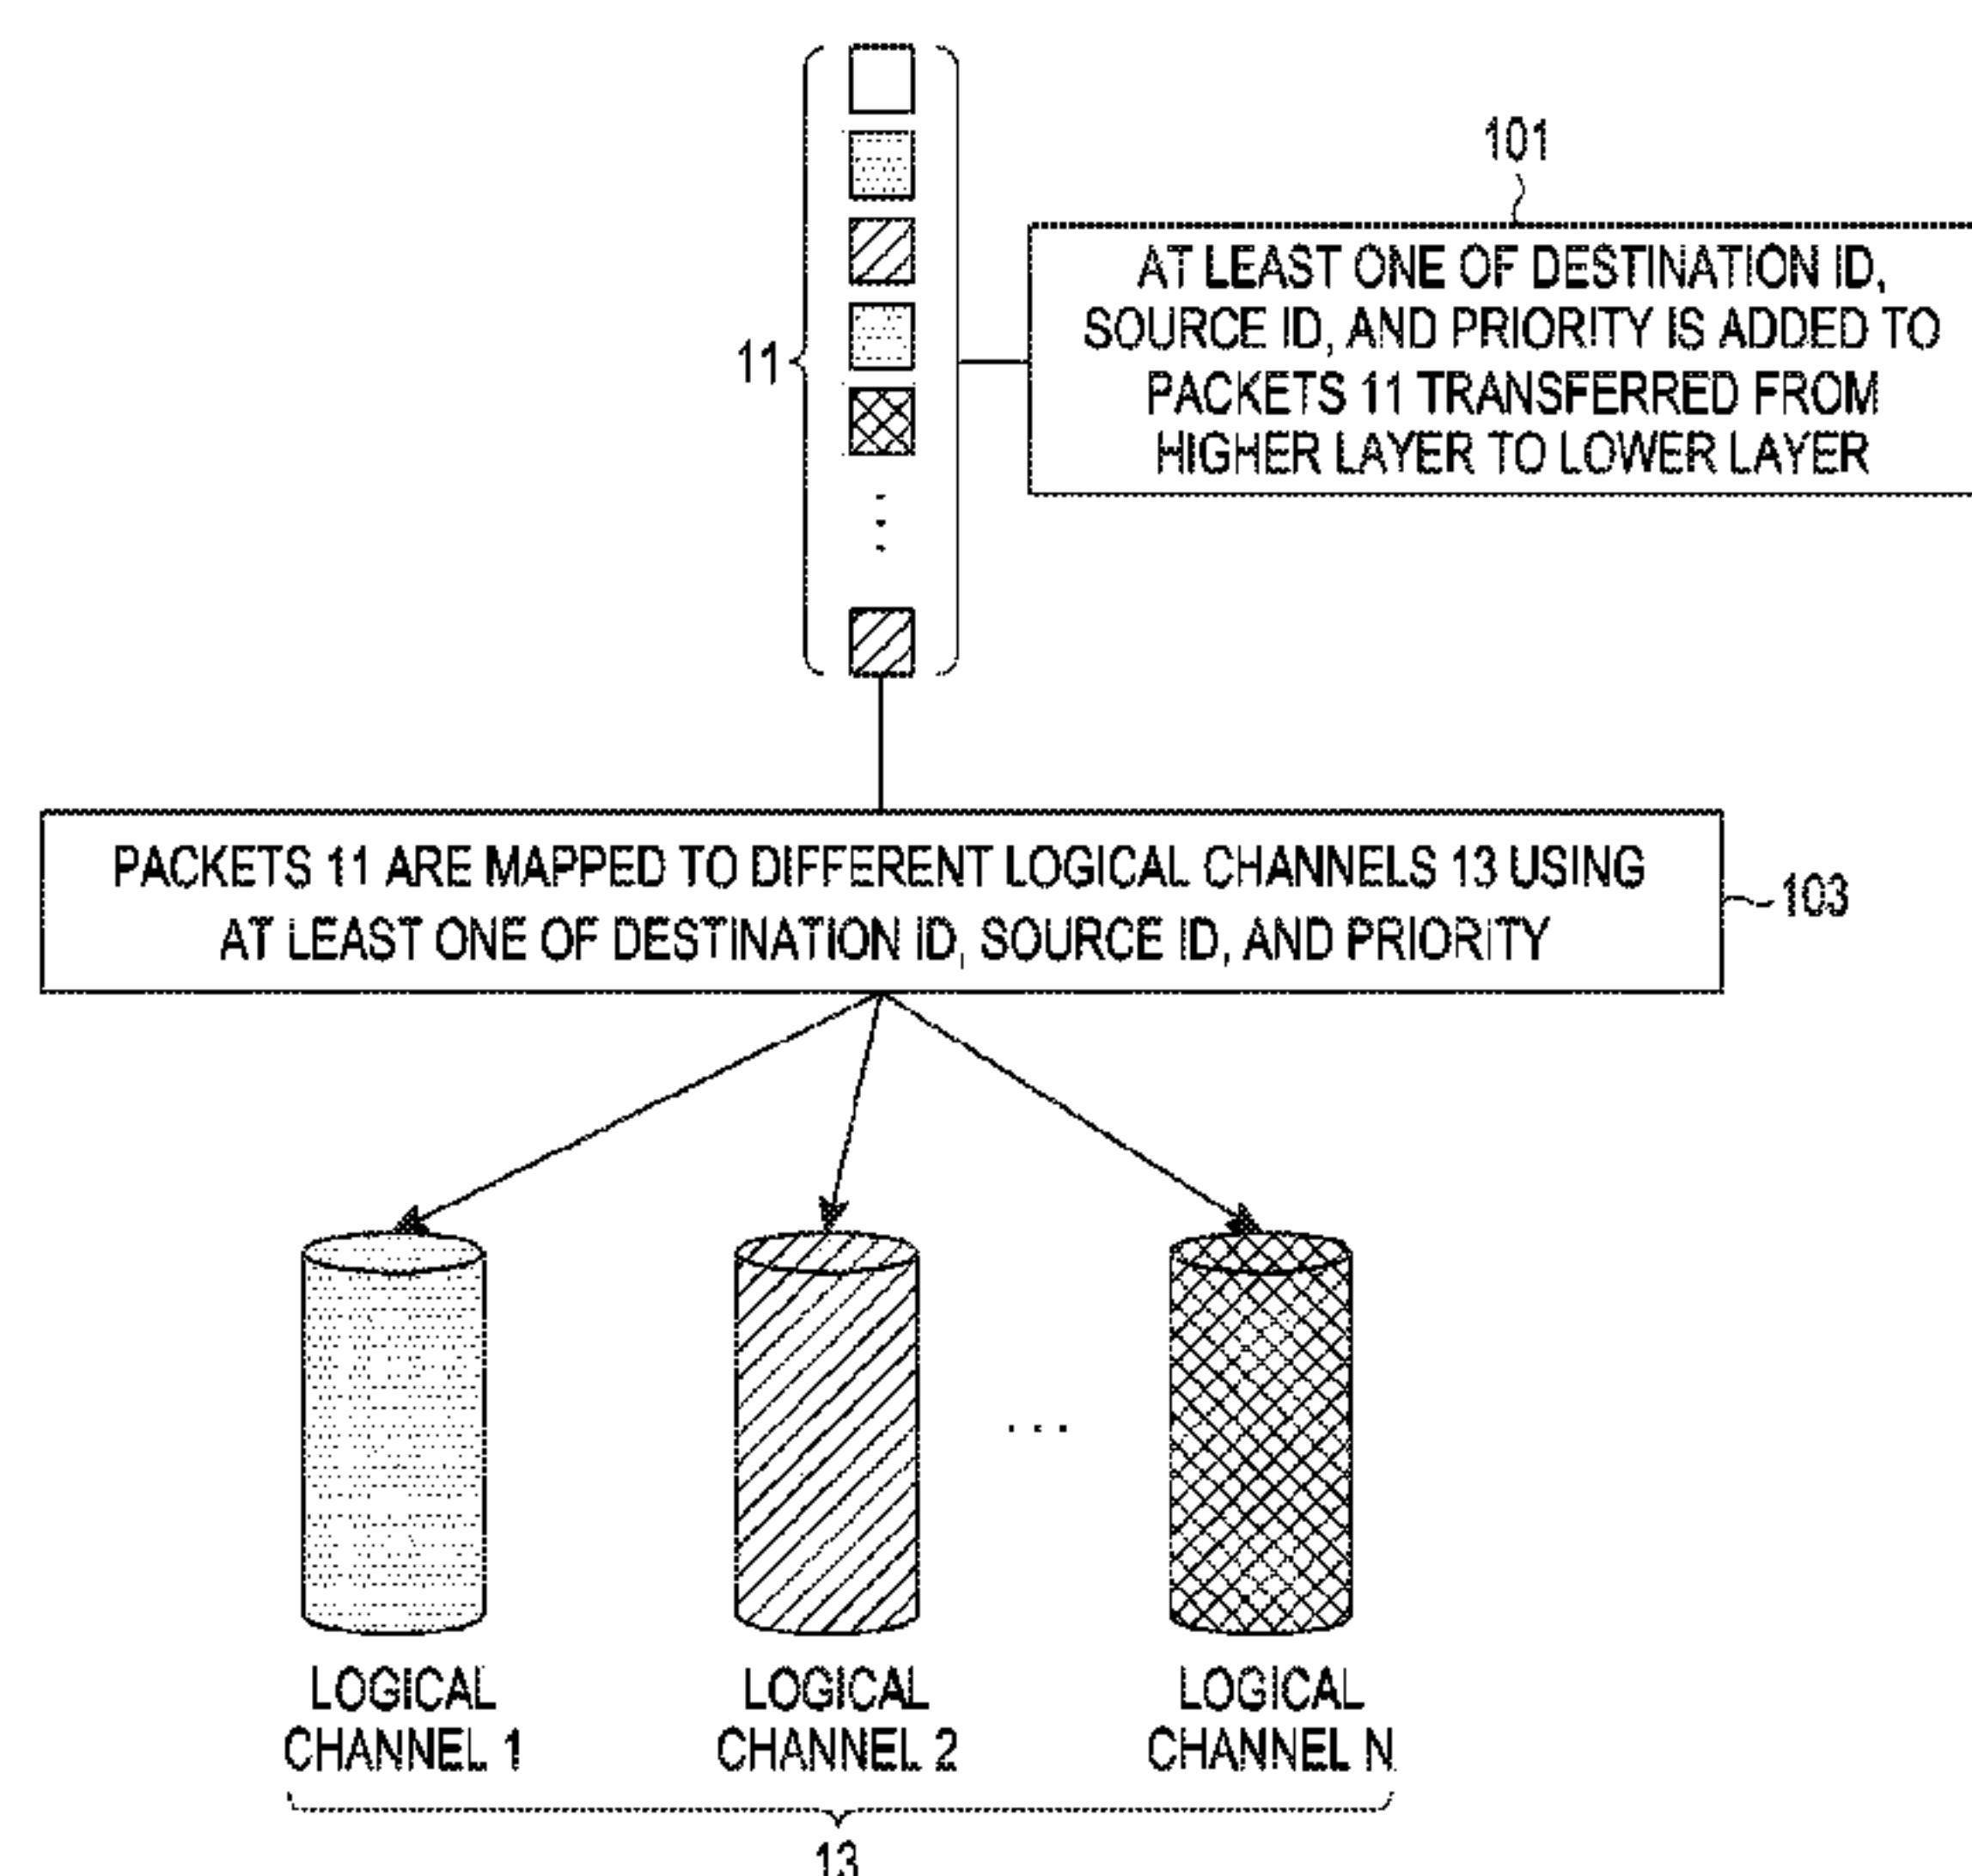 101
AT LEAST ONE OF DESTINATION ID,
SOURCE ID, AND PRIORITY IS ADDED TO
PACKETS 11 TRANSFERRED FROM
HIGHER LAYER TO LOWER LAYER
11
PACKETS 11 ARE MAPPED TO DIFFERENT LOGICAL CHANNELS 13 USING
AT LEAST ONE OF DESTINATION ID, SOURCE ID, AND PRIORITY
103
LOGICAL
CHANNEL 1
LOGICAL
CHANNEL 2
LOGICAL
CHANNEL N
13